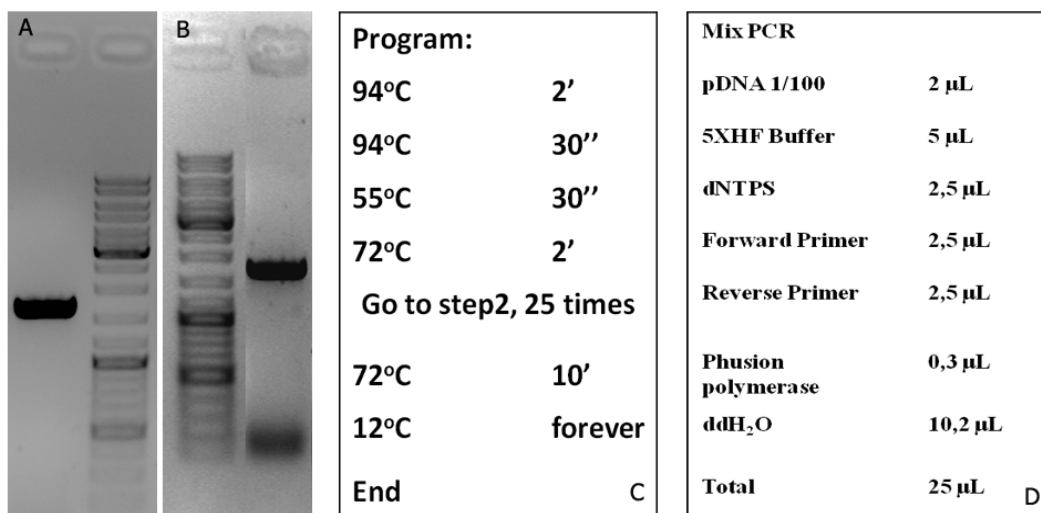 A
B
Program:
94°C 2'
94°C 30''
55°C 30''
72°C 2'
Go to step2, 25 times
72°C 10'
12°C forever
End
C
Mix PCR
pDNA 1/100 2 µL
5XHF Buffer 5 µL
dNTPS 2,5 µL
Forward Primer 2,5 µL
Reverse Primer 2,5 µL
Phusion 0,3 µL
polymerase
ddH₂O 10,2 µL
Total 25 µL
D